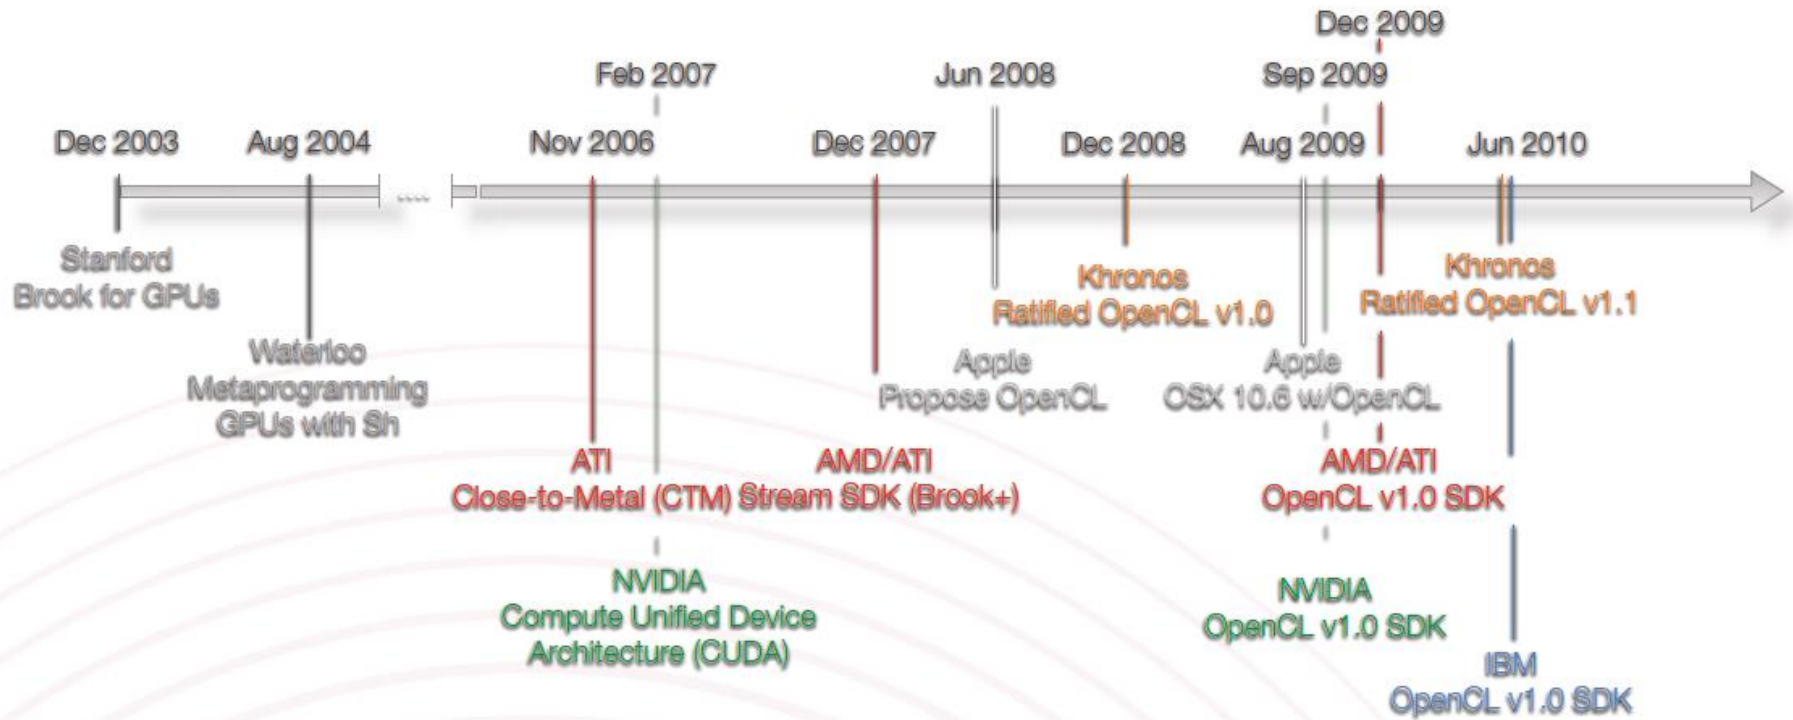 Dec 2009
Feb 2007
Jun 2008
Sep 2009
Dec 2003
Aug 2004
Nov 2006
Dec 2007
Dec 2008
Aug 2009
Jun 2010
....
Stanford
Brook for GPUs
Waterloo
Metaprogramming
GPUs with Sh
ATI
Close-to-Metal (CTM)
NVIDIA
Compute Unified Device
Architecture (CUDA)
AMD/ATI
Stream SDK (Brook+)
Apple
Propose OpenCL
Khronos
Ratified OpenCL v1.0
Apple
OSX 10.6 w/OpenCL
NVIDIA
OpenCL v1.0 SDK
AMD/ATI
OpenCL v1.0 SDK
Khronos
Ratified OpenCL v1.1
IBM
OpenCL v1.0 SDK